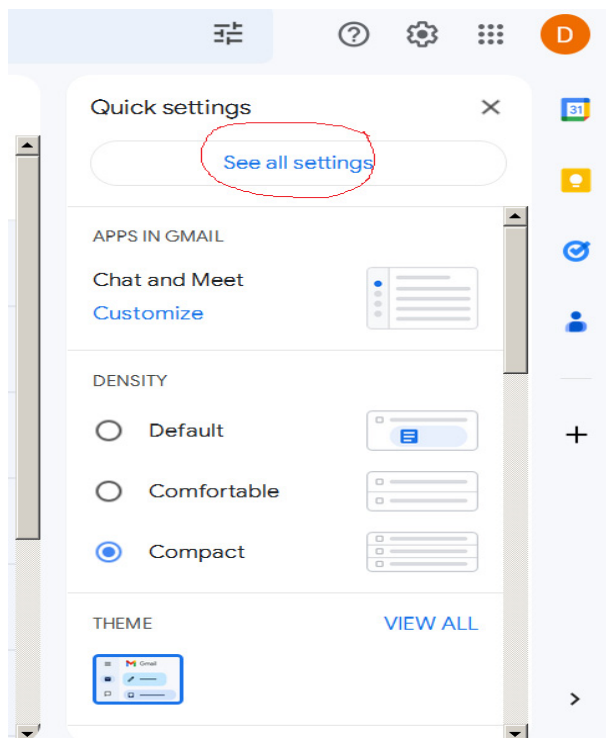 D
Quick settings
31
See all settings
APPS IN GMAIL
Chat and Meet
Customize
DENSITY
Default
Comfortable
Compact
THEME
VIEW ALL
Gmail